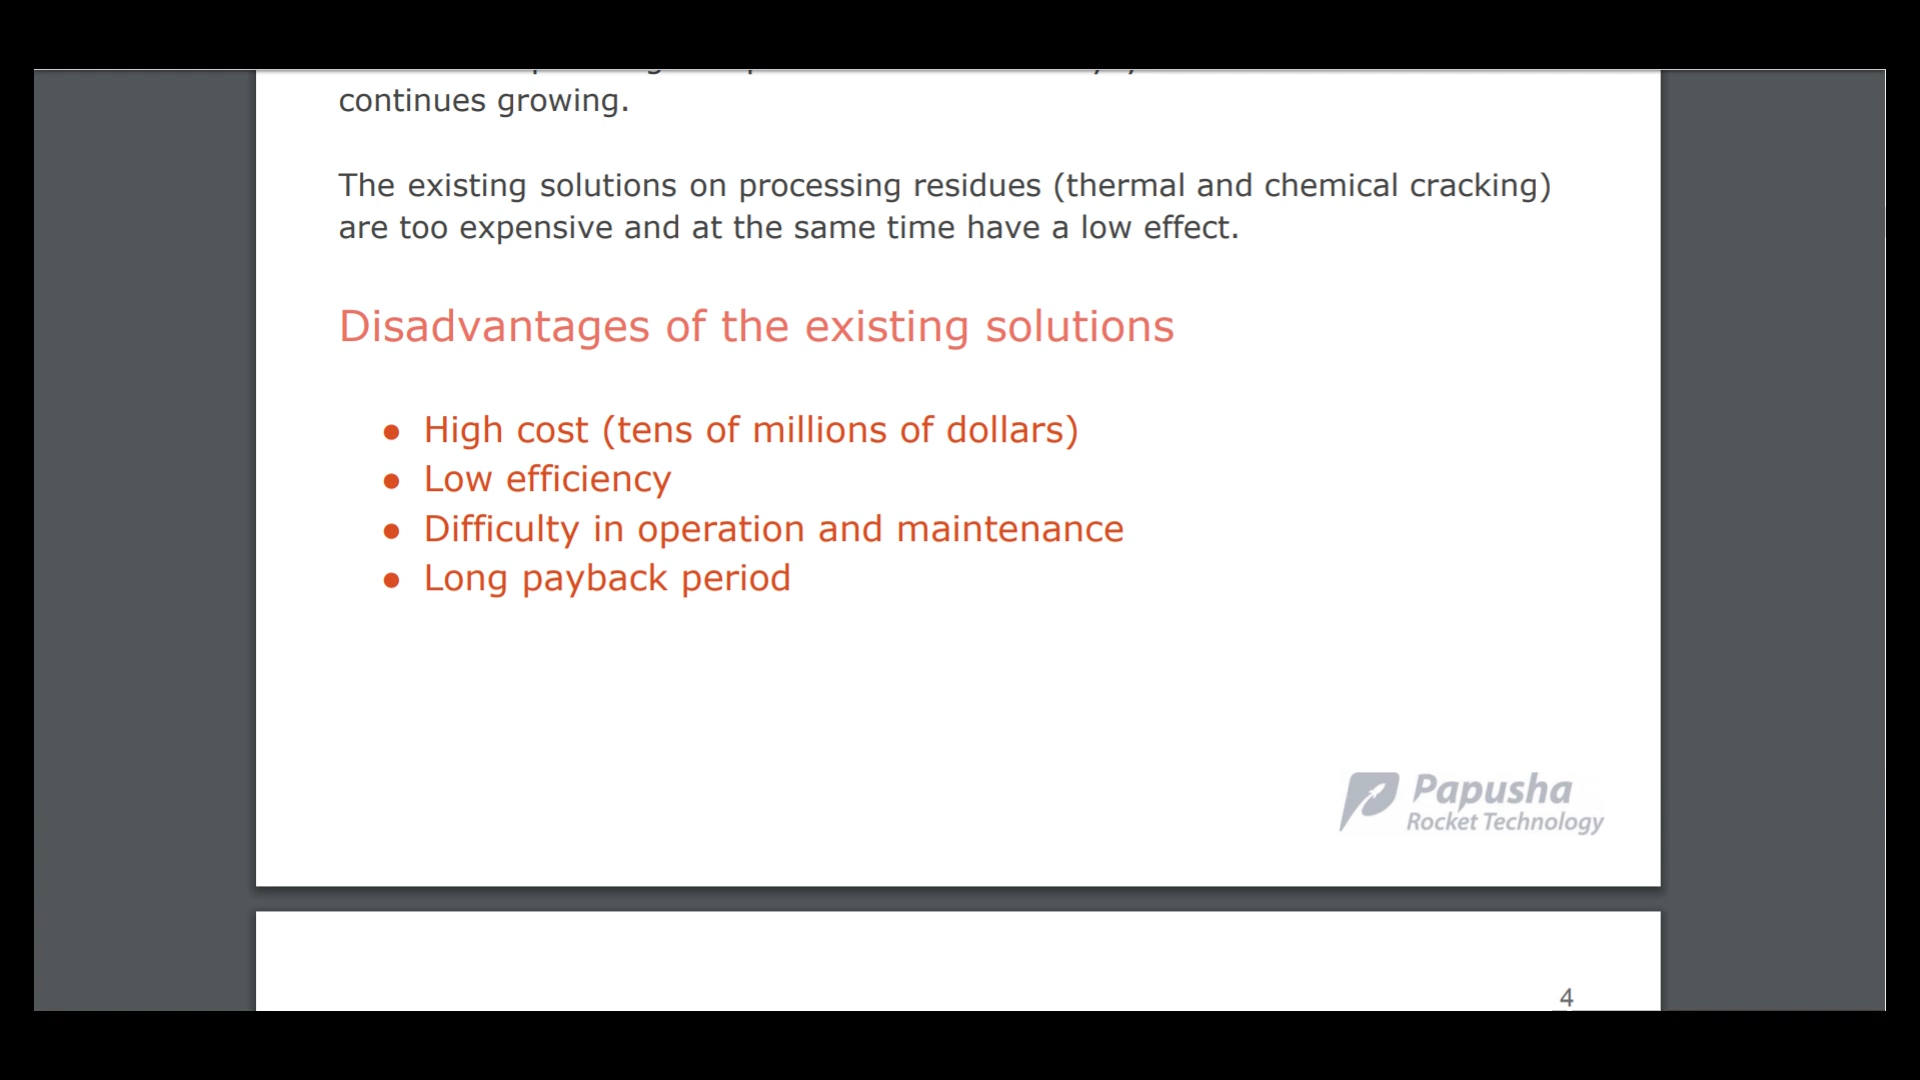 continues growing.
The existing solutions on processing residues (thermal and chemical cracking)
are too expensive and at the same time have a low effect.
Disadvantages of the existing solutions
● High cost (tens of millions of dollars)
● Low efficiency
● Difficulty in operation and maintenance
● Long payback period
Papusha
Rocket Technology
4